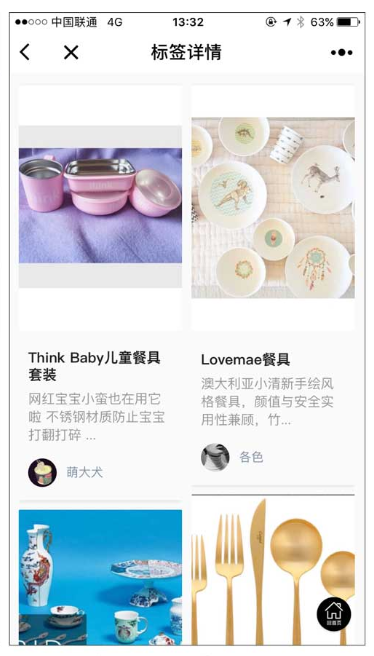 中国联通 4G 13:32 63%
标签详情
Think Baby儿童餐具
套装
网红宝宝小蛮也在用它
啦 不锈钢材质防止宝宝
打翻打碎 ...
萌大犬
Lovemae餐具
澳大利亚小清新手绘风
格餐具，颜值与安全实
用性兼顾，竹...
各色
回首页